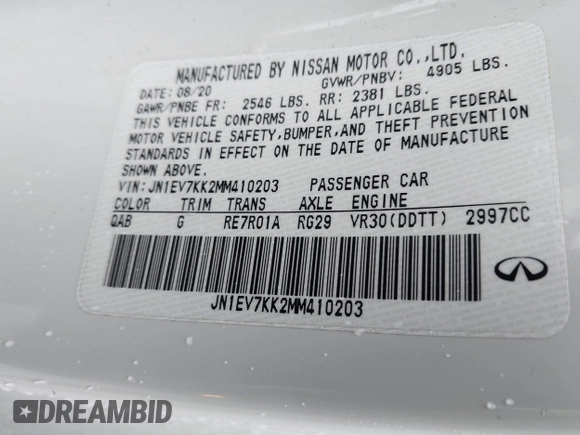 MANUFACTURED BY NISSAN MOTOR CO.,LTD.
DATE: 08/20 GVWR/PNBV: 4905 LBS.
GAWR/PNBE FR: 2546 LBS. RR: 2381 LBS.
THIS VEHICLE CONFORMS TO ALL APPLICABLE FEDERAL
MOTOR VEHICLE SAFETY,BUMPER,AND THEFT PREVENTION
STANDARDS IN EFFECT ON THE DATE OF MANUFACTURE
SHOWN ABOVE.
VIN: JN1EV7KK2MM410203 PASSENGER CAR
COLOR TRIM TRANS AXLE ENGINE
QAB G RE7R01A RG29 VR30(DDTT) 2997CC
JN1EV7KK2MM410203
DREAMBID